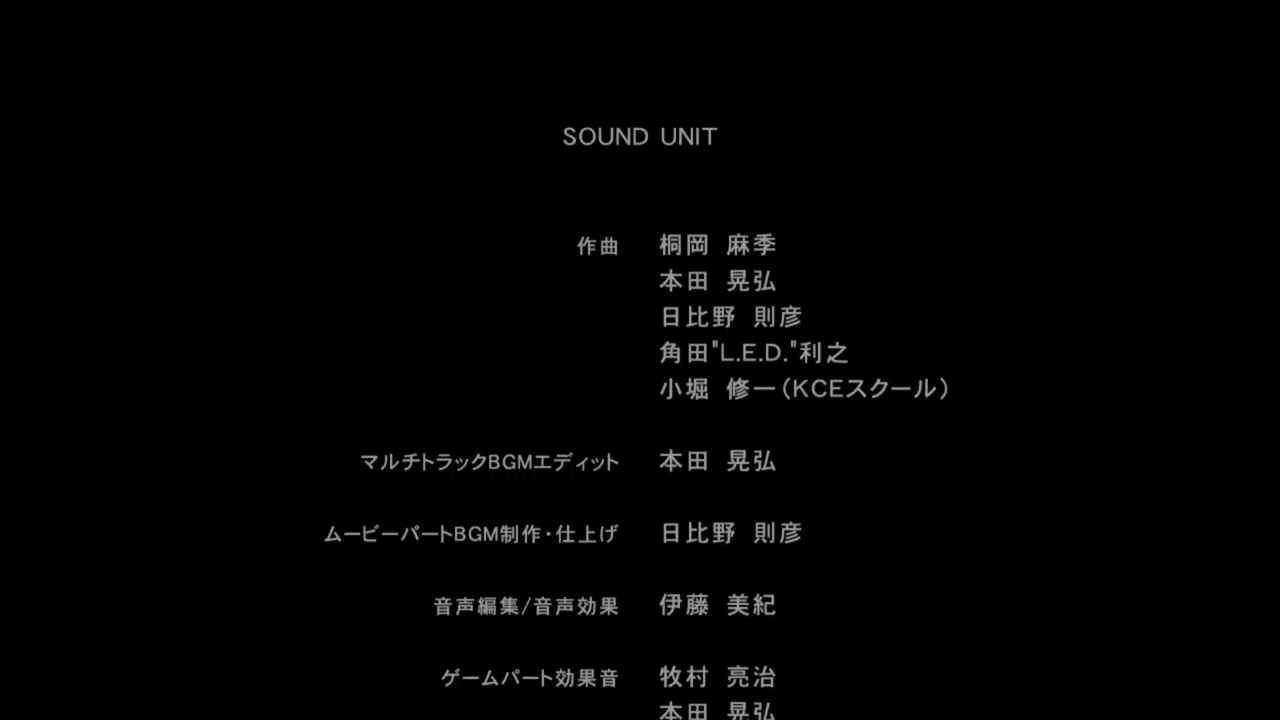 SOUND UNIT
作曲 桐岡 麻季
本田 晃弘
日比野 則彦
角田"L.E.D."利之
小堀 修一(KCEスクール)
マルチトラックBGMエディット 本田 晃弘
ムービーパートBGM制作・仕上げ 日比野 則彦
音声編集/音声効果 伊藤 美紀
ゲームパート効果音 牧村 亮治
本田 晃弘